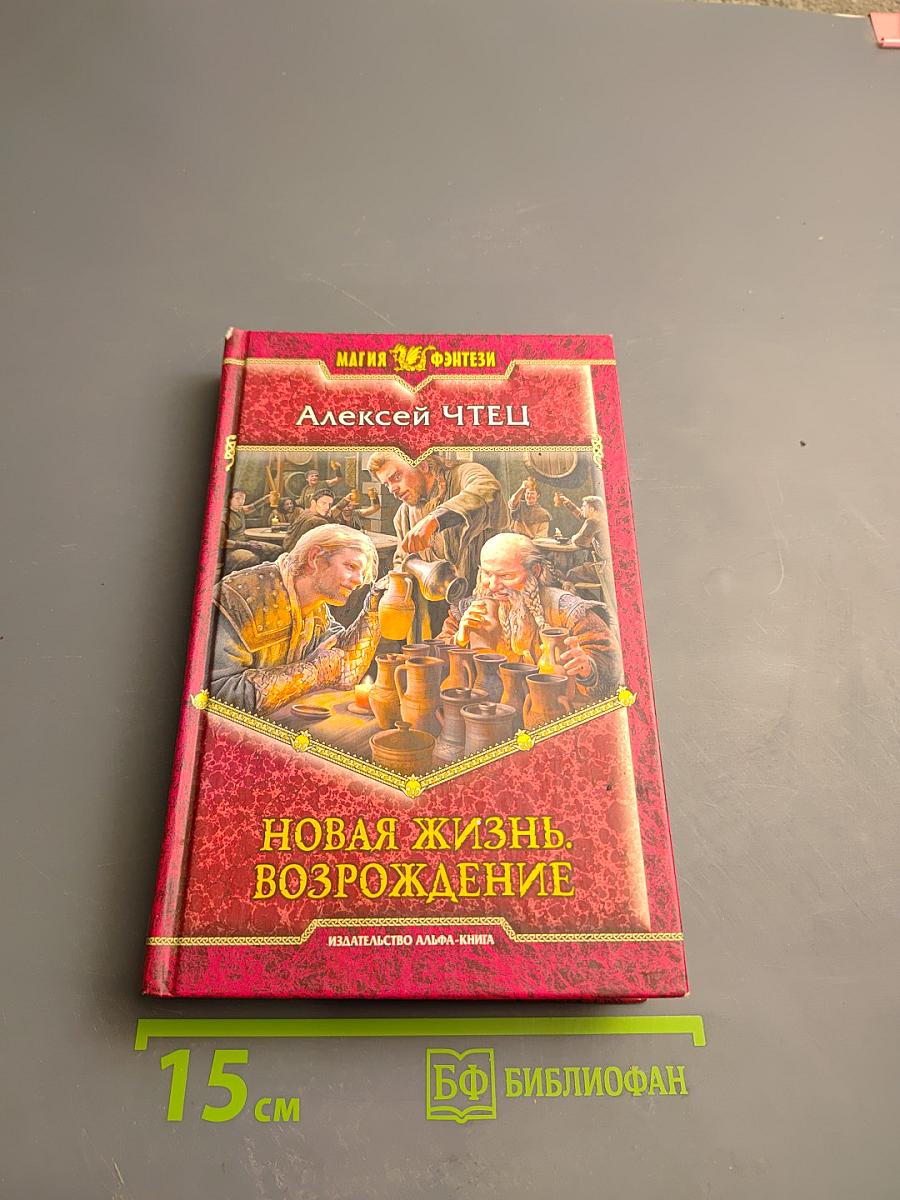 МАГИЯ ФЭНТЕЗИ
Алексей ЧТЕЦ
НОВАЯ ЖИЗНЬ.
ВОЗРОЖДЕНИЕ
ИЗДАТЕЛЬСТВО АЛЬФА-КНИГА
15 см
БФ БИБЛИОФАН